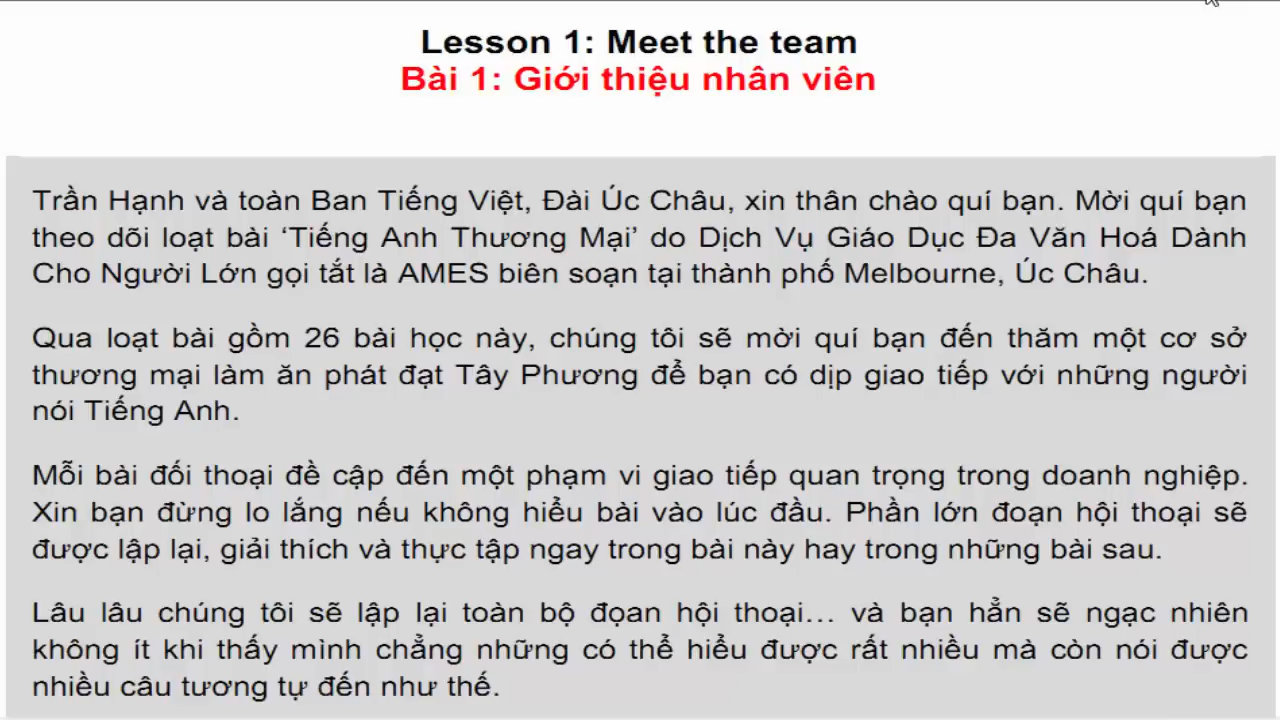 Lesson 1: Meet the team
Bài 1: Giới thiệu nhân viên
Trần Hạnh và toàn Ban Tiếng Việt, Đài Úc Châu, xin thân chào quí bạn. Mời quí bạn
theo dõi loạt bài ‘Tiếng Anh Thương Mại’ do Dịch Vụ Giáo Dục Đa Văn Hoá Dành
Cho Người Lớn gọi tắt là AMES biên soạn tại thành phố Melbourne, Úc Châu.
Qua loạt bài gồm 26 bài học này, chúng tôi sẽ mời quí bạn đến thăm một cơ sở
thương mại làm ăn phát đạt Tây Phương để bạn có dịp giao tiếp với những người
nói Tiếng Anh.
Mỗi bài đối thoại đề cập đến một phạm vi giao tiếp quan trọng trong doanh nghiệp.
Xin bạn đừng lo lắng nếu không hiểu bài vào lúc đầu. Phần lớn đoạn hội thoại sẽ
được lập lại, giải thích và thực tập ngay trong bài này hay trong những bài sau.
Lâu lâu chúng tôi sẽ lập lại toàn bộ đọan hội thoại… và bạn hẳn sẽ ngạc nhiên
không ít khi thấy mình chẳng những có thể hiểu được rất nhiều mà còn nói được
nhiều câu tương tự đến như thế.